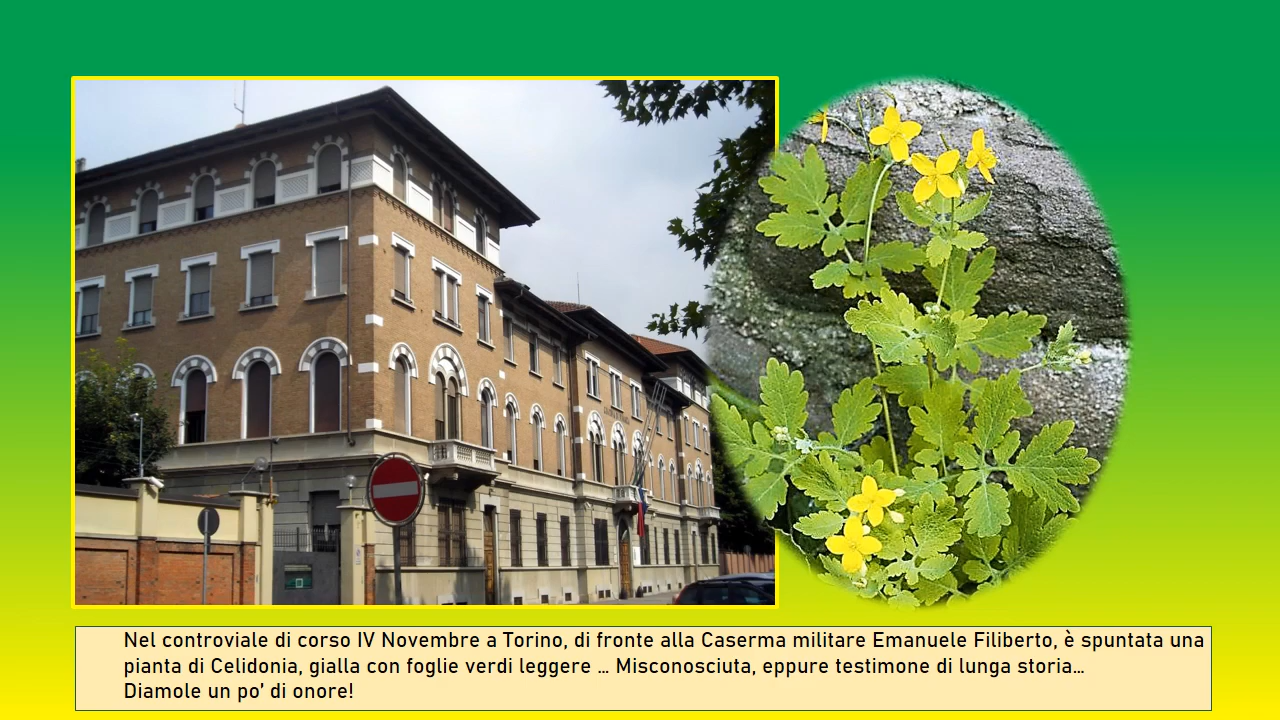 Nel controviale di corso IV Novembre a Torino, di fronte alla Caserma militare Emanuele Filiberto, è spuntata una
pianta di Celidonia, gialla con foglie verdi leggere … Misconosciuta, eppure testimone di lunga storia…
Diamole un po’ di onore!